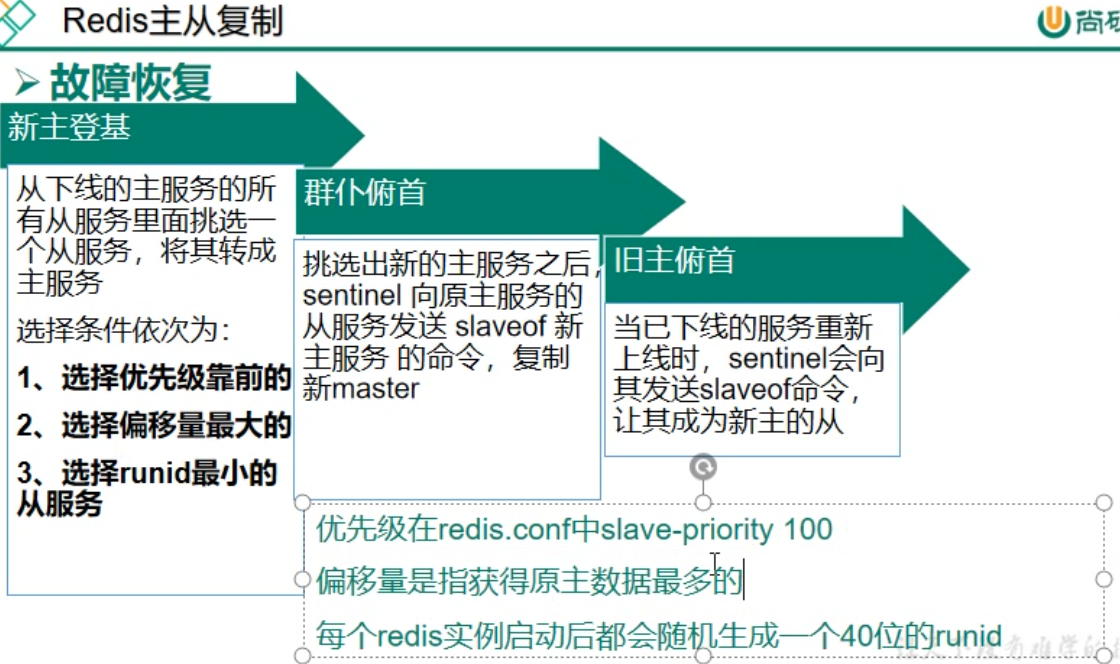 Redis主从复制
尚
故障恢复
新主登基
从下线的主服务的所
有从服务里面挑选一
个从服务，将其转成
主服务
选择条件依次为：
1、选择优先级靠前的
2、选择偏移量最大的
3、选择runid最小的
从服务
群仆俯首
挑选出新的主服务之后，
sentinel 向原主服务的
从服务发送 slaveof 新
主服务 的命令，复制
新master
旧主俯首
当已下线的服务重新
上线时，sentinel会向
其发送slaveof命令，
让其成为新主的从
优先级在redis.conf中slave-priority 100
偏移量是指获得原主数据最多的
每个redis实例启动后都会随机生成一个40位的runid